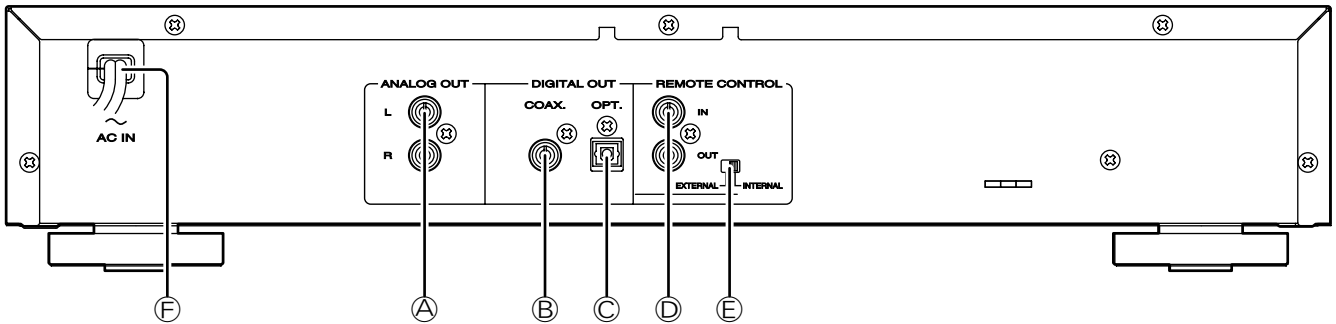 ANALOG OUT DIGITAL OUT REMOTE CONTROL
COAX. OPT.
L IN
AC IN
R OUT
EXTERNAL INTERNAL
Ⓕ Ⓐ Ⓑ Ⓒ Ⓓ Ⓔ